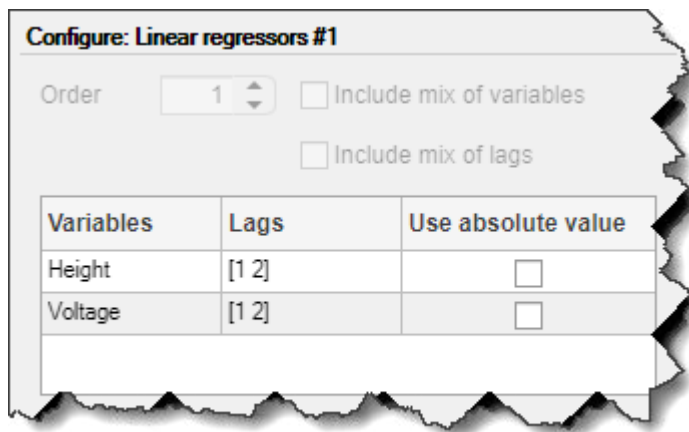 Configure: Linear regressors #1
Order 1 Include mix of variables
Include mix of lags
Variables Lags Use absolute value
Height [1 2]
Voltage [1 2]